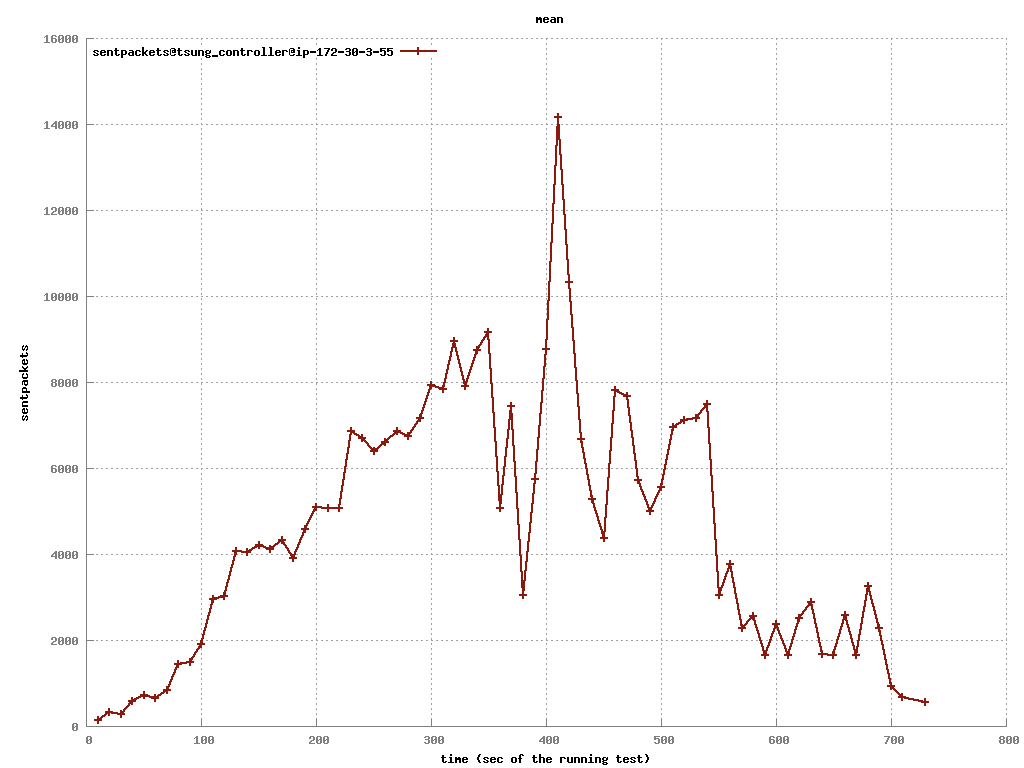 mean
16000
sentpackets@tsung_controller@ip-172-30-3-55
14000
12000
10000
8000
6000
4000
2000
0
sentpackets
0 100 200 300 400 500 600 700 800
time (sec of the running test)